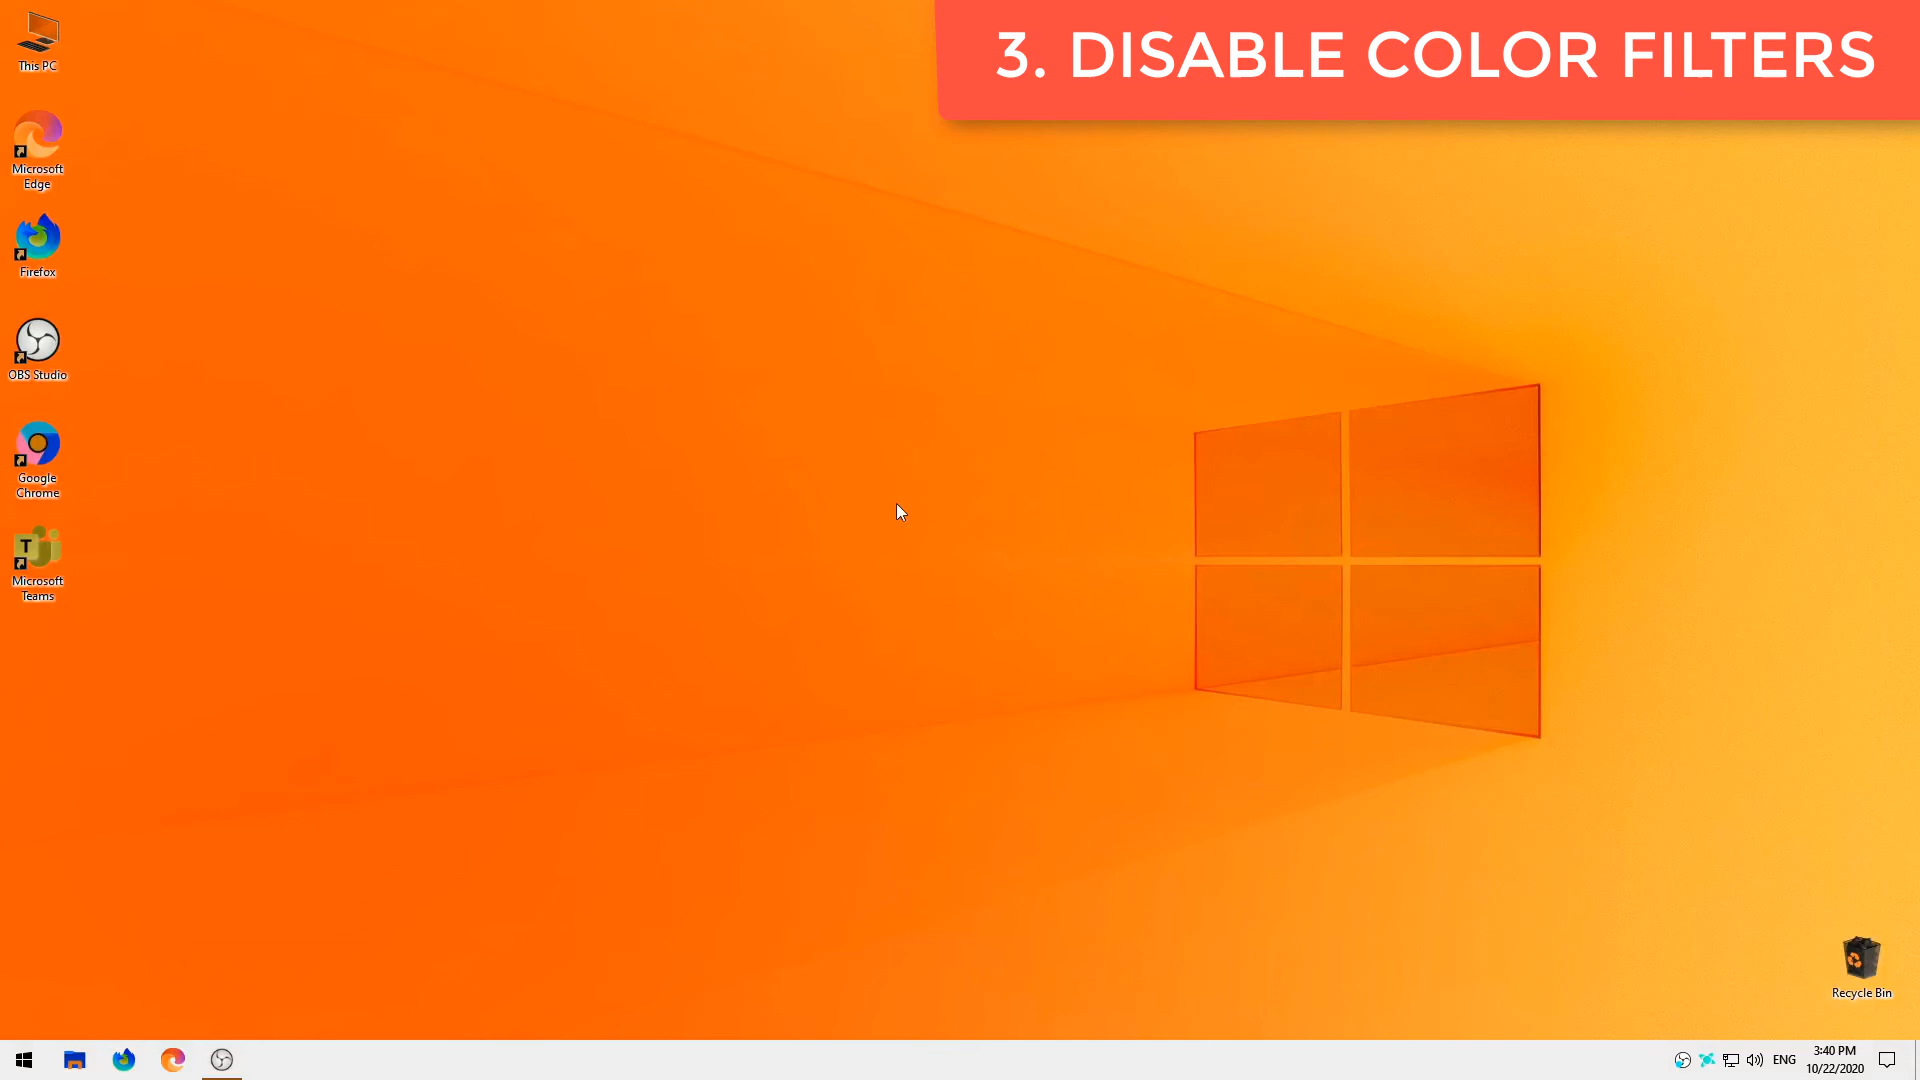 3. DISABLE COLOR FILTERS
This PC
Microsoft
Edge
Firefox
OBS Studio
Google
Chrome
T
Microsoft
Teams
Recycle Bin
ENG
3:40 PM
10/22/2020